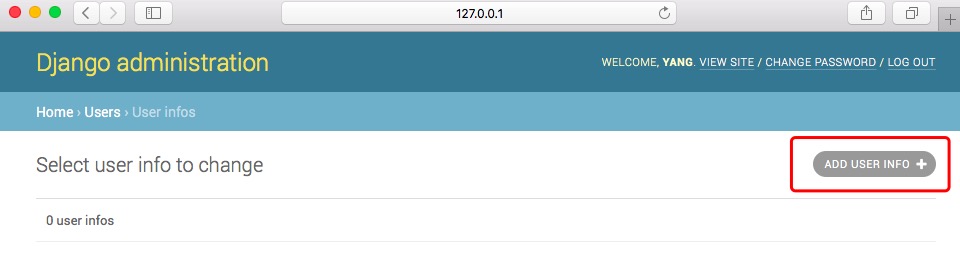 127.0.0.1
Django administration
WELCOME, YANG. VIEW SITE / CHANGE PASSWORD / LOG OUT
Home › Users › User infos
Select user info to change
ADD USER INFO +
0 user infos